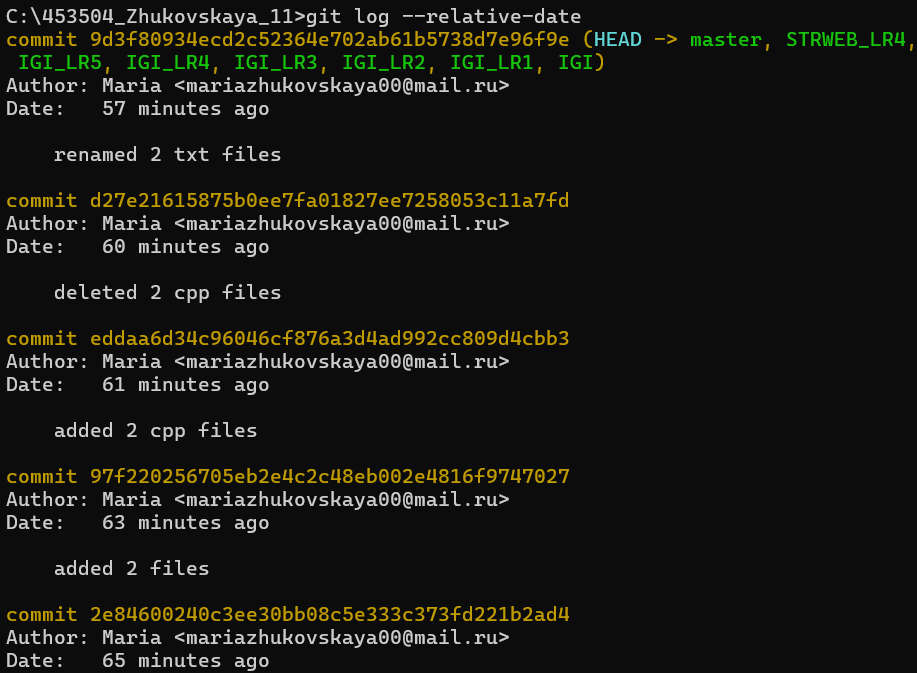 C:\453504_Zhukovskaya_11>git log --relative-date
commit 9d3f80934ecd2c52364e702ab61b5738d7e96f9e (HEAD -> master, STRWEB_LR4,
 IGI_LR5, IGI_LR4, IGI_LR3, IGI_LR2, IGI_LR1, IGI)
Author: Maria <mariazhukovskaya00@mail.ru>
Date:   57 minutes ago

    renamed 2 txt files

commit d27e21615875b0ee7fa01827ee7258053c11a7fd
Author: Maria <mariazhukovskaya00@mail.ru>
Date:   60 minutes ago

    deleted 2 cpp files

commit eddaa6d34c96046cf876a3d4ad992cc809d4cbb3
Author: Maria <mariazhukovskaya00@mail.ru>
Date:   61 minutes ago

    added 2 cpp files

commit 97f220256705eb2e4c2c48eb002e4816f9747027
Author: Maria <mariazhukovskaya00@mail.ru>
Date:   63 minutes ago

    added 2 files

commit 2e84600240c3ee30bb08c5e333c373fd221b2ad4
Author: Maria <mariazhukovskaya00@mail.ru>
Date:   65 minutes ago